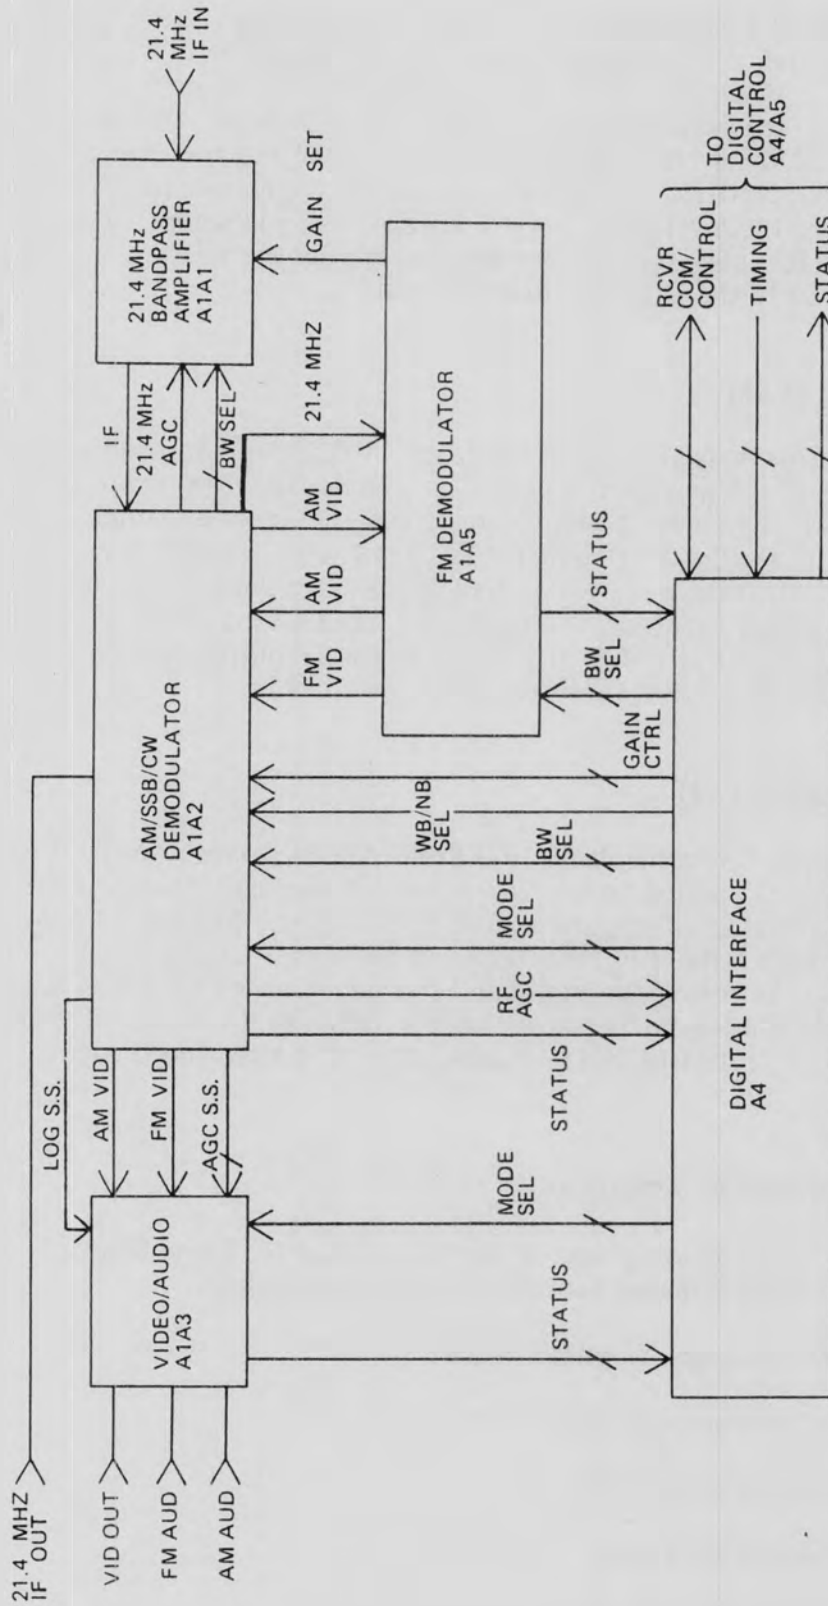 21.4 MHZ
IF OUT
VID OUT
FM AUD
AM AUD
LOG S.S.
AM VID
FM VID
AGC S.S.
VIDEO/AUDIO
A1A3
AM/SSB/CW
DEMODULATOR
A1A2
IF
21.4 MHz
AGC
BW SEL
21.4 MHz
BANDPASS
AMPLIFIER
A1A1
21.4
MHz
IF IN
STATUS
MODE
SEL
STATUS
RF
AGC
MODE
SEL
BW
SEL
WB/NB
SEL
GAIN
CTRL
FM
VID
AM
VID
AM
VID
21.4 MHZ
GAIN SET
FM DEMODULATOR
A1A5
BW
SEL
STATUS
DIGITAL INTERFACE
A4
RCVR
COM/
CONTROL
TIMING
STATUS
TO
DIGITAL
CONTROL
A4/A5